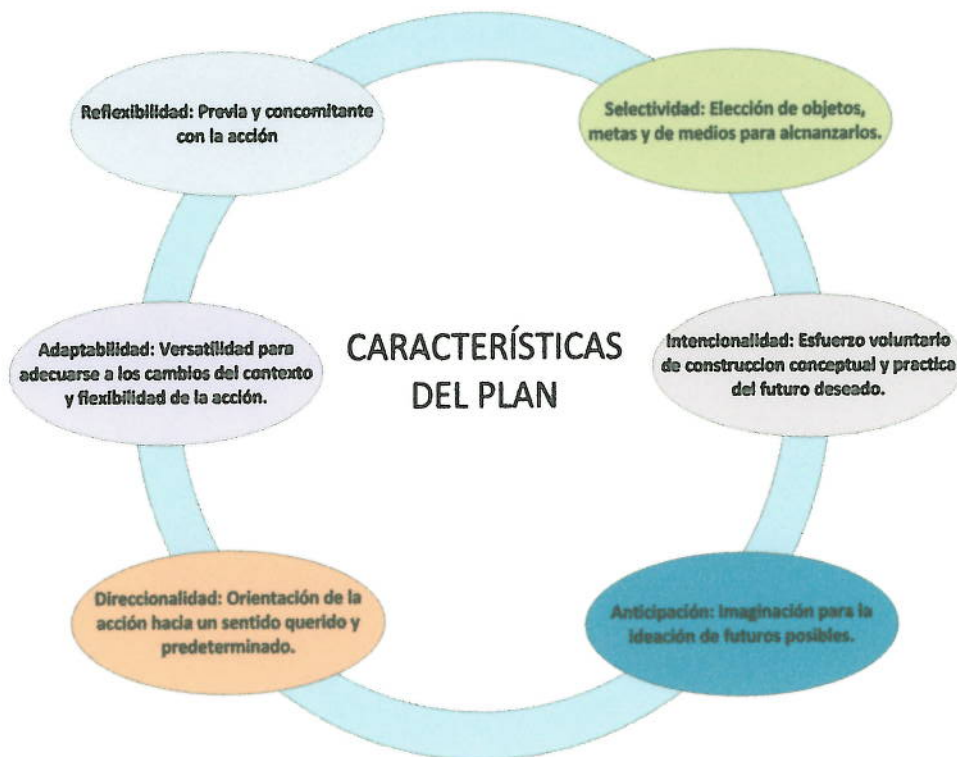 Reflexibilidad: Previa y concomitante
con la acción
Selectividad: Elección de objetos,
metas y de medios para alcnanzarlos.
Adaptabilidad: Versatilidad para
adecuarse a los cambios del contexto
y flexibilidad de la acción.
CARACTERÍSTICAS
DEL PLAN
Intencionalidad: Esfuerzo voluntario
de construccion conceptual y practica
del futuro deseado.
Direccionalidad: Orientación de la
acción hacia un sentido querido y
predeterminado.
Anticipación: Imaginación para la
ideación de futuros posibles.